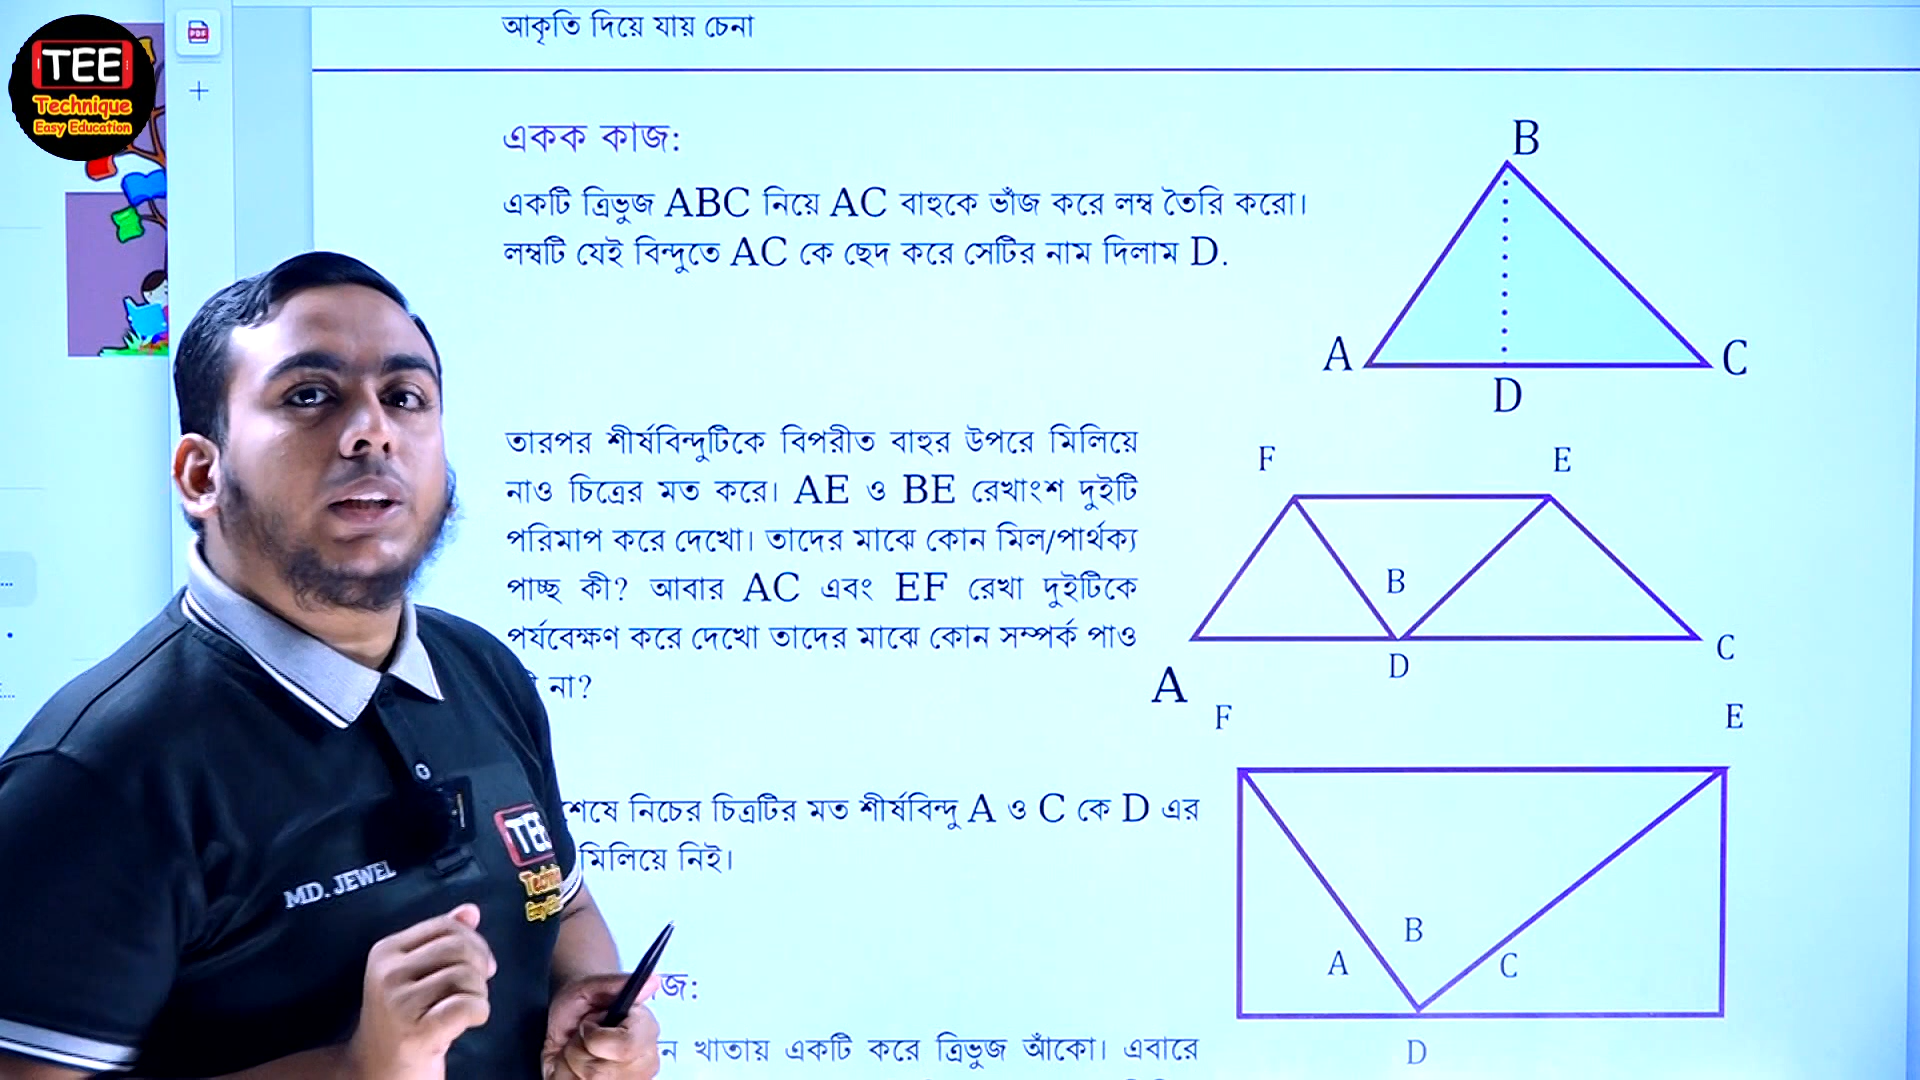 TEE
Technique
Easy Education
আকৃতি দিয়ে যায় চেনা
একক কাজ:
একটি ত্রিভুজ ABC নিয়ে AC বাহুকে ভাঁজ করে লম্ব তৈরি করো।
লম্বটি যেই বিন্দুতে AC কে ছেদ করে সেটির নাম দিলাম D.
B
A
C
D
তারপর শীর্ষবিন্দুটিকে বিপরীত বাহুর উপরে মিলিয়ে
নাও চিত্রের মত করে। AE ও BE রেখাংশ দুইটি
পরিমাপ করে দেখো। তাদের মাঝে কোন মিল/পার্থক্য
পাচ্ছ কী? আবার AC এবং EF রেখা দুইটিকে
পর্যবেক্ষণ করে দেখো তাদের মাঝে কোন সম্পর্ক পাও
না?
F E
B
A D C
F E
শেষে নিচের চিত্রটির মত শীর্ষবিন্দু A ও C কে D এর
মিলিয়ে নিই।
B
A C
D
খাতায় একটি করে ত্রিভুজ আঁকো। এবারে
MD. JEWEL
TEE